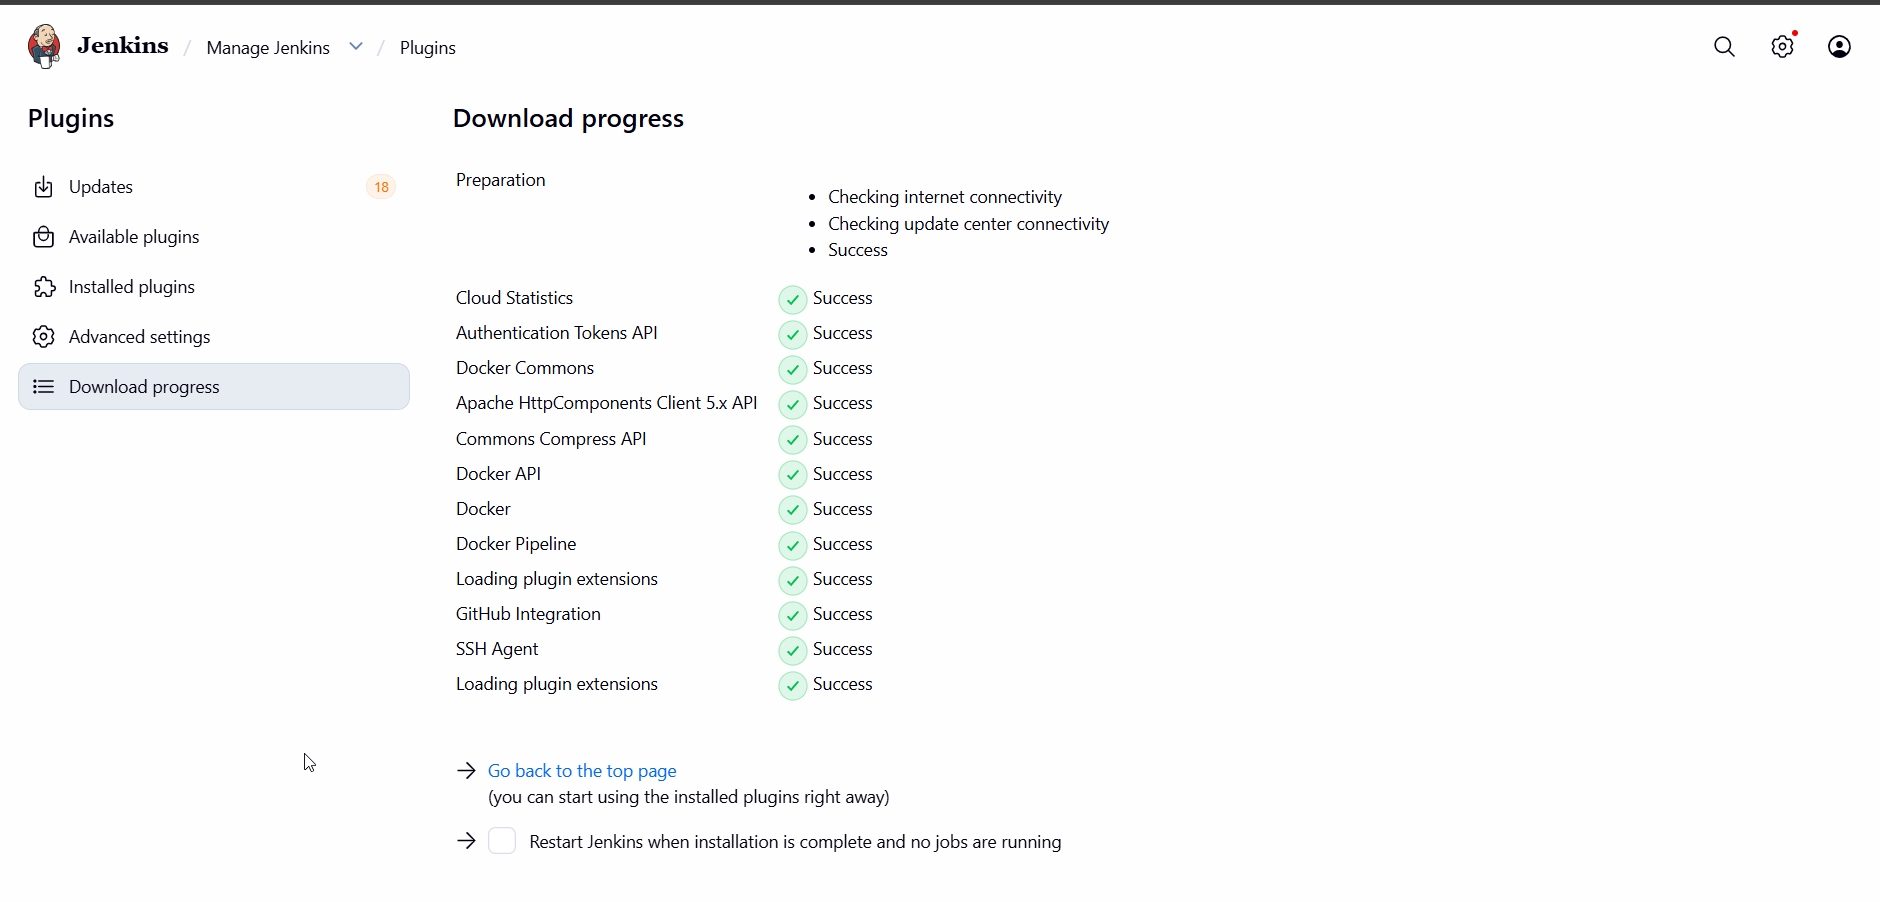 Jenkins / Manage Jenkins / Plugins
Plugins
Updates 18
Available plugins
Installed plugins
Advanced settings
Download progress
Download progress
Preparation
• Checking internet connectivity
• Checking update center connectivity
• Success
Cloud Statistics Success
Authentication Tokens API Success
Docker Commons Success
Apache HttpComponents Client 5.x API Success
Commons Compress API Success
Docker API Success
Docker Success
Docker Pipeline Success
Loading plugin extensions Success
GitHub Integration Success
SSH Agent Success
Loading plugin extensions Success
→ Go back to the top page
(you can start using the installed plugins right away)
→ Restart Jenkins when installation is complete and no jobs are running